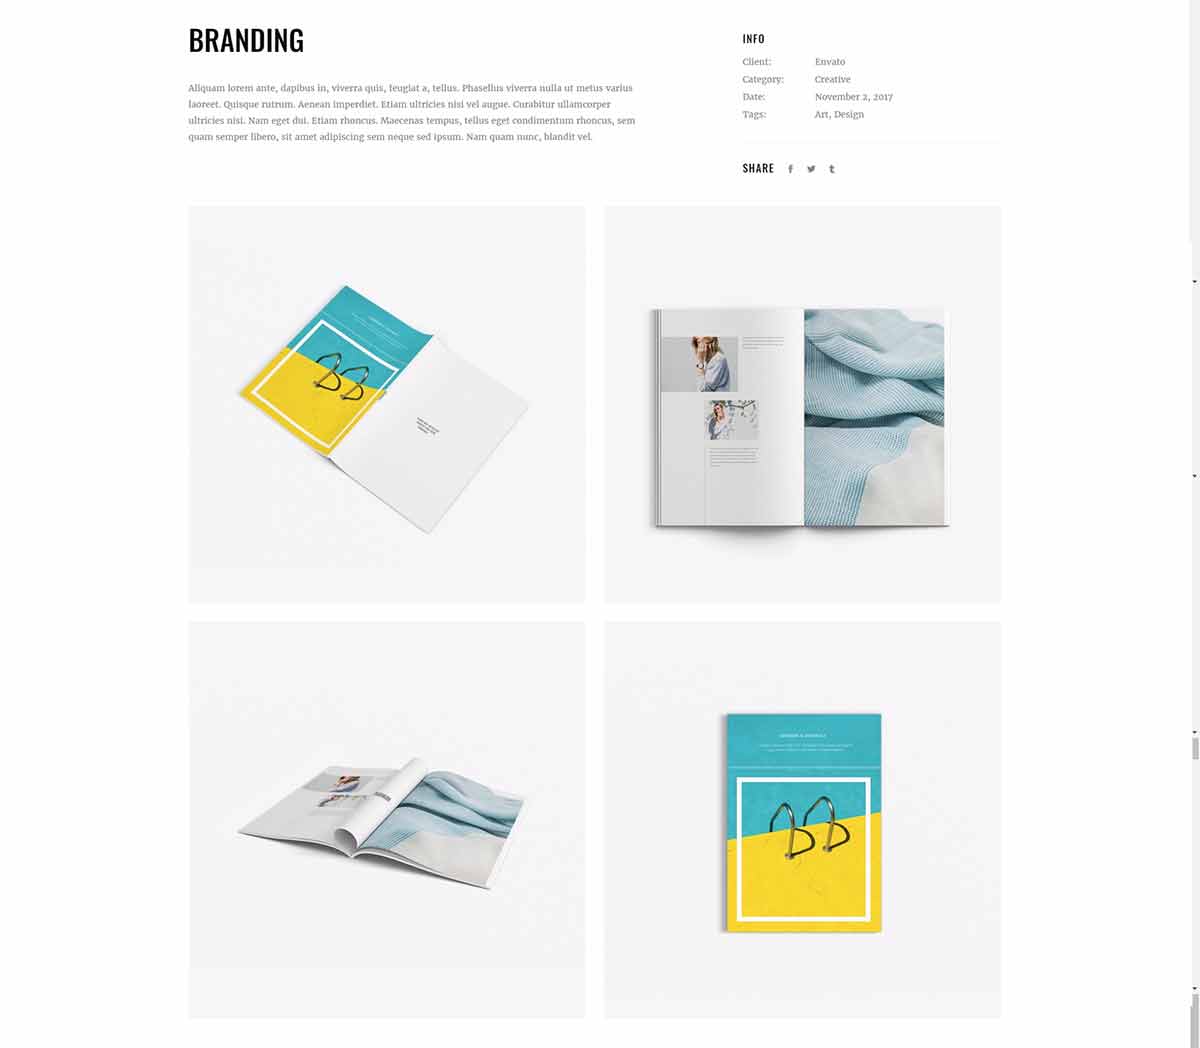 BRANDING
Aliquam lorem ante, dapibus in, viverra quis, feugiat a, tellus. Phasellus viverra nulla ut metus varius
laoreet. Quisque rutrum. Aenean imperdiet. Etiam ultricies nisi vel augue. Curabitur ullamcorper
ultricies nisi. Nam eget dui. Etiam rhoncus. Maecenas tempus, tellus eget condimentum rhoncus, sem
quam semper libero, sit amet adipiscing sem neque sed ipsum. Nam quam nunc, blandit vel.
INFO
Client: Envato
Category: Creative
Date: November 2, 2017
Tags: Art, Design
SHARE